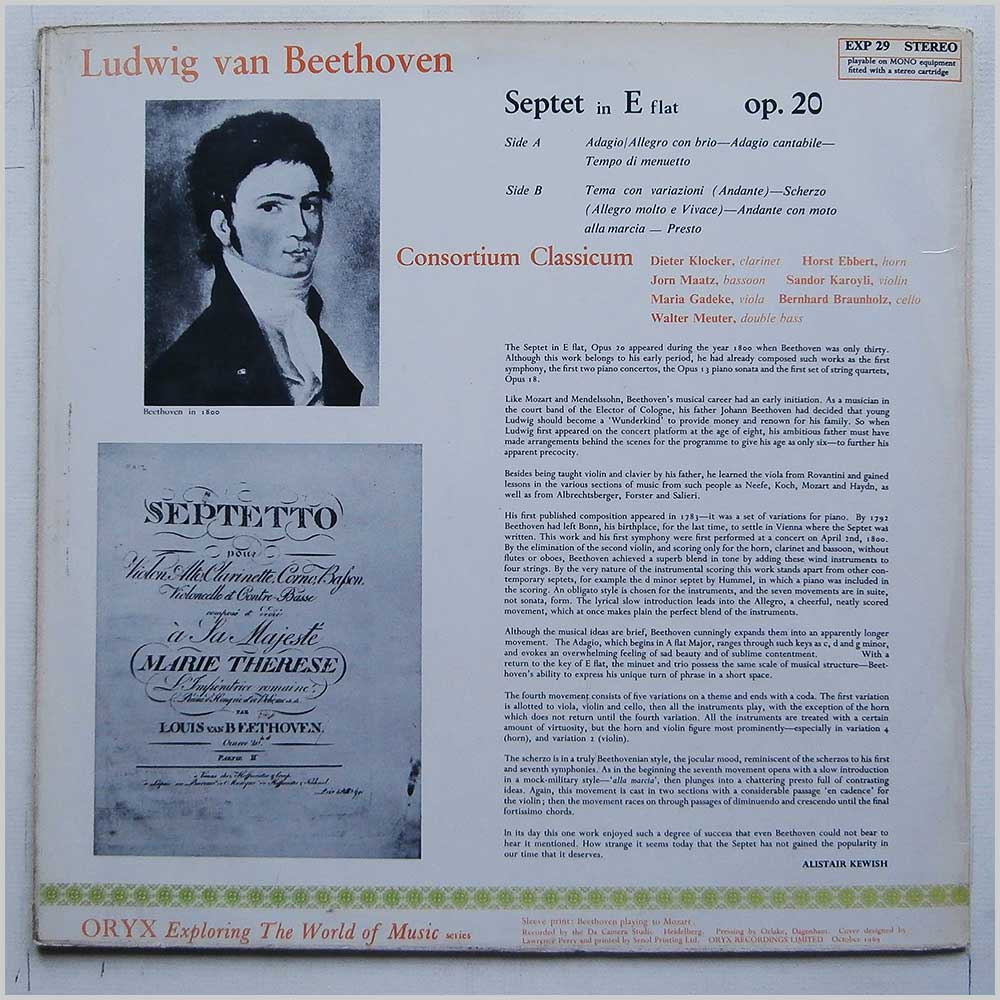 Ludwig van Beethoven
EXP 29 STEREO
playable on MONO equipment
fitted with a stereo cartridge
Septet in E flat op. 20
Side A Adagio/Allegro con brio—Adagio cantabile—
Tempo di menuetto
Side B Tema con variazioni (Andante)—Scherzo
(Allegro molto e Vivace)—Andante con moto
alla marcia — Presto
Consortium Classicum
Dieter Klocker, clarinet Horst Ebbert, horn
Jorn Maatz, bassoon Sandor Karoyli, violin
Maria Gadeke, viola Bernhard Braunholz, cello
Walter Meuter, double bass
Beethoven in 1800
The Septet in E flat, Opus 20 appeared during the year 1800 when Beethoven was only thirty.
Although this work belongs to his early period, he had already composed such works as the first
symphony, the first two piano concertos, the Opus 13 piano sonata and the first set of string quartets,
Opus 18.
Like Mozart and Mendelssohn, Beethoven's musical career had an early initiation. As a musician in
the court band of the Elector of Cologne, his father Johann Beethoven had decided that young
Ludwig should become a 'Wunderkind' to provide money and renown for his family. So when
Ludwig first appeared on the concert platform at the age of eight, his ambitious father must have
made arrangements behind the scenes for the programme to give his age as only six—to further his
apparent precocity.
Besides being taught violin and clavier by his father, he learned the viola from Rovantini and gained
lessons in the various sections of music from such people as Neefe, Koch, Mozart and Haydn, as
well as from Albrechtsberger, Forster and Salieri.
His first published composition appeared in 1783—it was a set of variations for piano. By 1792
Beethoven had left Bonn, his birthplace, for the last time, to settle in Vienna where the Septet was
written. This work and his first symphony were first performed at a concert on April 2nd, 1800.
By the elimination of the second violin, and scoring only for the horn, clarinet and bassoon, without
flutes or oboes, Beethoven achieved a superb blend in tone by adding these wind instruments to
four strings. By the very nature of the instrumental scoring this work stands apart from other con-
temporary septets, for example the d minor septet by Hummel, in which a piano was included in
the scoring. An obligato style is chosen for the instruments, and the seven movements are in suite,
not sonata, form. The lyrical slow introduction leads into the Allegro, a cheerful, neatly scored
movement, which at once makes plain the perfect blend of the instruments.
Although the musical ideas are brief, Beethoven cunningly expands them into an apparently longer
movement. The Adagio, which begins in A flat Major, ranges through such keys as c, d and g minor,
and evokes an overwhelming feeling of sad beauty and of sublime contentment. With a
return to the key of E flat, the minuet and trio possess the same scale of musical structure—Beet-
hoven's ability to express his unique turn of phrase in a short space.
The fourth movement consists of five variations on a theme and ends with a coda. The first variation
is allotted to viola, violin and cello, then all the instruments play, with the exception of the horn
which does not return until the fourth variation. All the instruments are treated with a certain
amount of virtuosity, but the horn and violin figure most prominently—especially in variation 4
(horn), and variation 2 (violin).
The scherzo is in a truly Beethovenian style, the jocular mood, reminiscent of the scherzos to his first
and seventh symphonies. As in the beginning the seventh movement opens with a slow introduction
in a mock-military style—'alla marcia', then plunges into a chattering presto full of contrasting
ideas. Again, this movement is cast in two sections with a considerable passage 'en cadence' for
the violin; then the movement races on through passages of diminuendo and crescendo until the final
fortissimo chords.
In its day this one work enjoyed such a degree of success that even Beethoven could not bear to
hear it mentioned. How strange it seems today that the Septet has not gained the popularity in
our time that it deserves.
ALISTAIR KEWISH
SEPTETTO
pour
Violon, Alto, Clarinette, Corno, Basson,
Violoncelle et Contre-Basse
composé et dédié
à Sa Majesté
MARIE THERESE
L'Impératrice romaine,
PAR
LOUIS VAN BEETHOVEN.
Oeuvre 20.
PARTIE II
ORYX Exploring The World of Music series
Sleeve print: Beethoven playing to Mozart.
Recorded by the Da Camera Studio, Heidelberg. Pressing by Orlake, Dagenham. Cover designed by
Lawrence Perry and printed by Senol Printing Ltd. ORYX RECORDINGS LIMITED October 1965